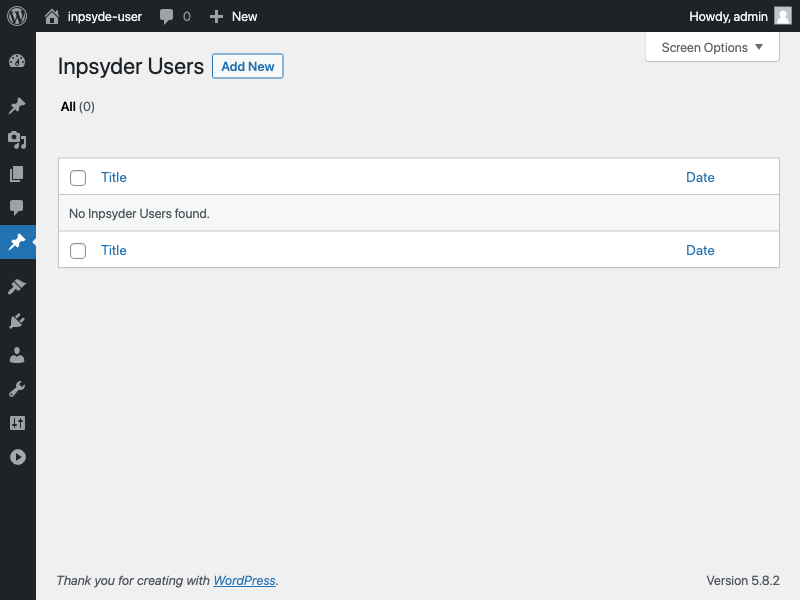 inpsyde-user 0 New Howdy, admin
Screen Options
Inpsyder Users Add New
All (0)
Title Date
No Inpsyder Users found.
Title Date
Thank you for creating with WordPress. Version 5.8.2